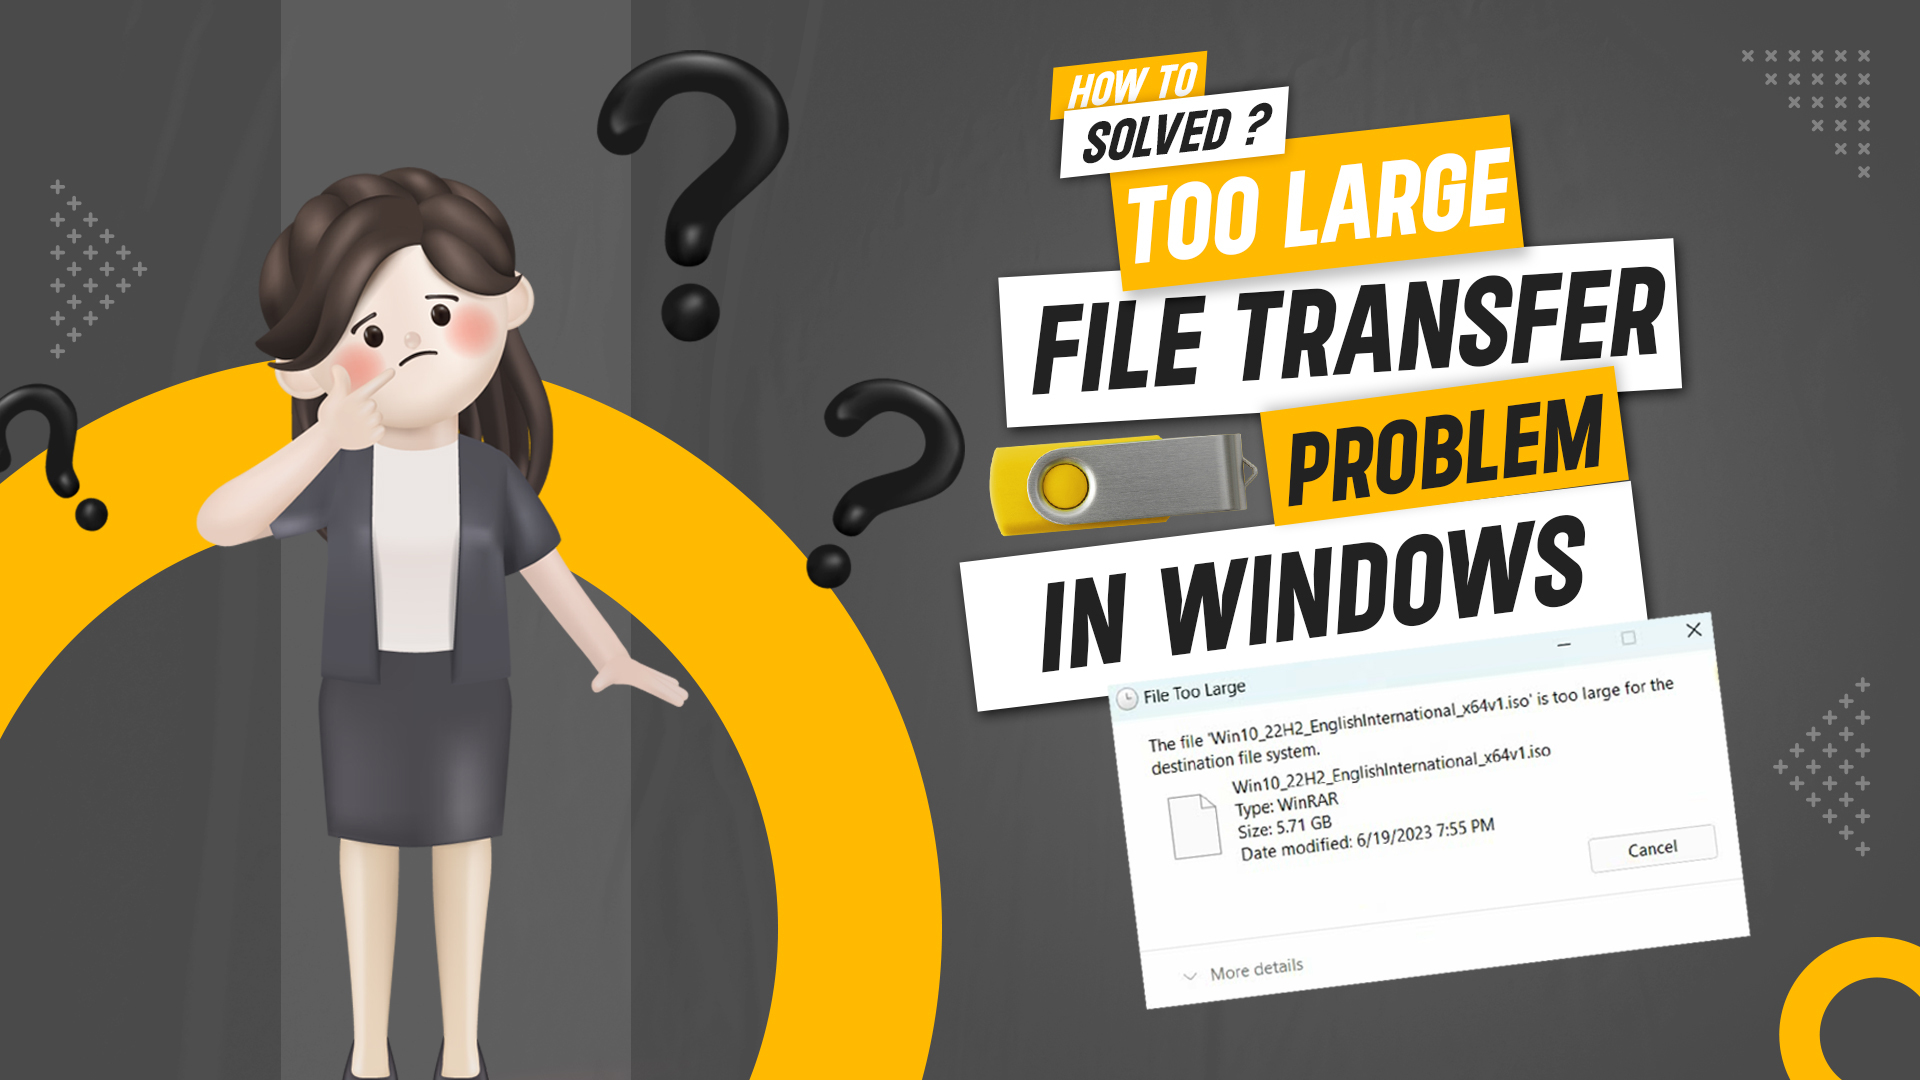 HOW TO
SOLVED ?
TOO LARGE
FILE TRANSFER
PROBLEM
IN WINDOWS
File Too Large
The file 'Win10_22H2_EnglishInternational_x64v1.iso' is too large for the
destination file system.
Win10_22H2_EnglishInternational_x64v1.iso
Type: WinRAR
Size: 5.71 GB
Date modified: 6/19/2023 7:55 PM
Cancel
More details